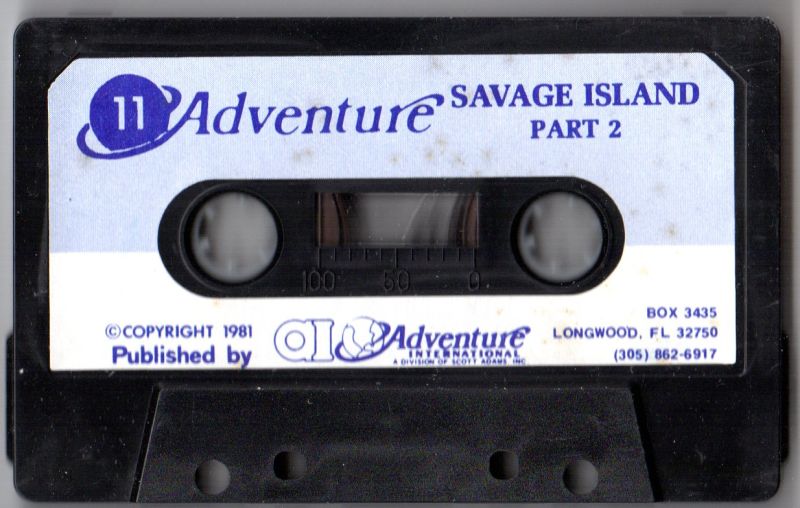 11 Adventure SAVAGE ISLAND
PART 2
100 50 0
©COPYRIGHT 1981
Published by
ai Adventure
INTERNATIONAL
A DIVISION OF SCOTT ADAMS, INC.
BOX 3435
LONGWOOD, FL 32750
(305) 862-6917